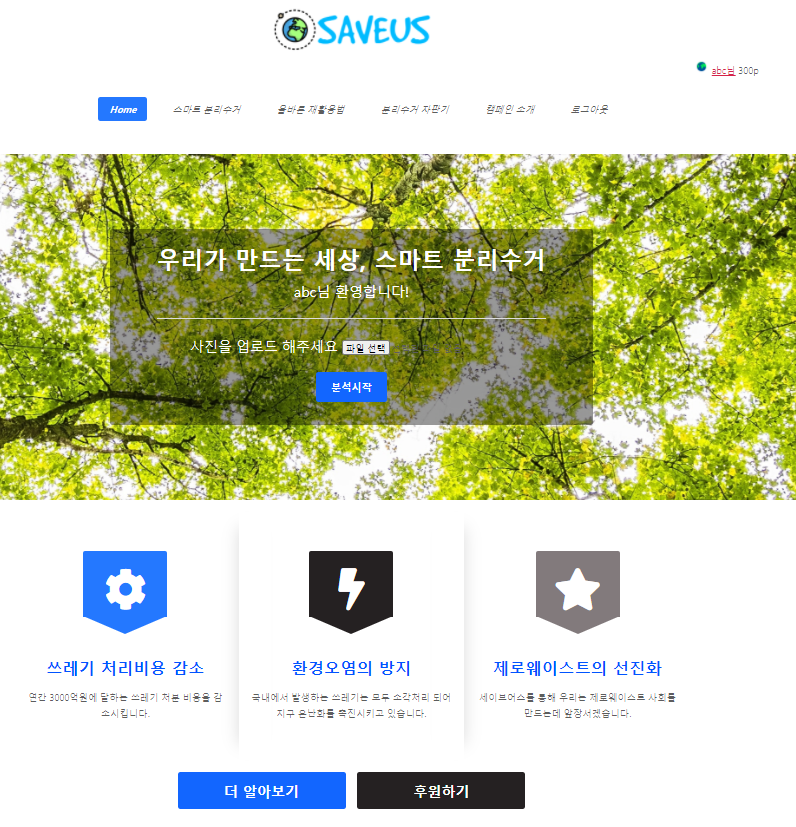 SAVEUS
abc님 300p
Home 스마트 분리수거 올바른 재활용법 분리수거 자판기 캠페인 소개 로그아웃
우리가 만드는 세상, 스마트 분리수거
abc님 환영합니다!
사진을 업로드 해주세요 파일 선택
분석시작
쓰레기 처리비용 감소
연간 3000억원에 달하는 쓰레기 처분 비용을 감
소시킵니다.
환경오염의 방지
국내에서 발생하는 쓰레기는 모두 소각처리 되어
지구 온난화를 촉진시키고 있습니다.
제로웨이스트의 선진화
세이브어스를 통해 우리는 제로웨이스트 사회를
만드는데 앞장서겠습니다.
더 알아보기 후원하기